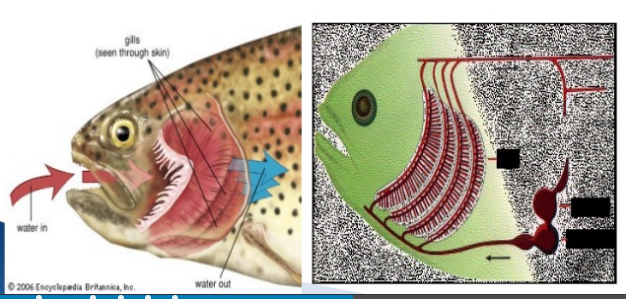 gills
(seen through skin)
water in
water out
© 2006 Encyclopædia Britannica, Inc.